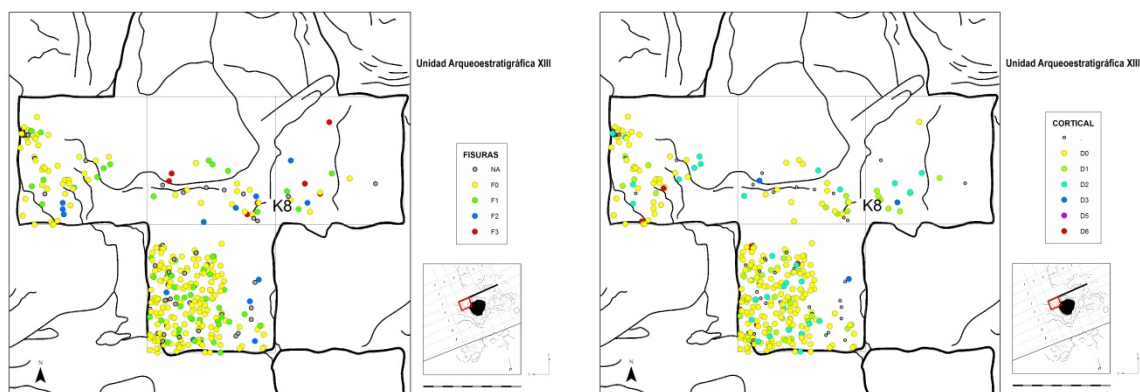 Unidad Arqueoestratigráfica XIII
FISURAS
NA
F0
F1
F2
F3
K8
N
Unidad Arqueoestratigráfica XIII
CORTICAL
.
D0
D1
D2
D3
D5
D6
K8
N